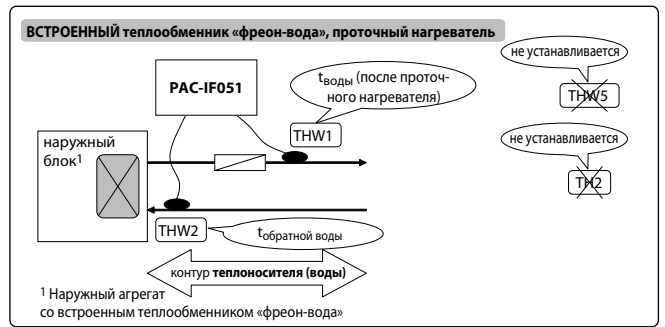 ВСТРОЕННЫЙ теплообменник «фреон-вода», проточный нагреватель
не устанавливается
THW5
PAC-IF051
tводы (после проточ-
ного нагревателя)
THW1
не устанавливается
TH2
наружный
блок1
THW2
tобратной воды
контур теплоносителя (воды)
1 Наружный агрегат
со встроенным теплообменником «фреон-вода»